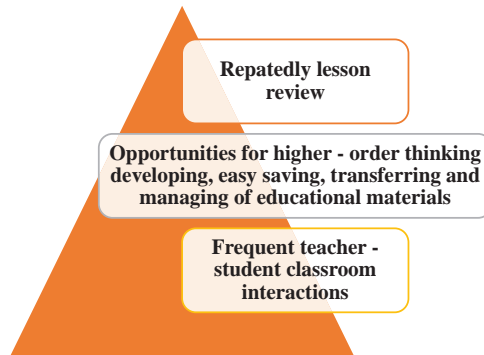 Repatedly lesson
review
Opportunities for higher - order thinking
developing, easy saving, transferring and
managing of educational materials
Frequent teacher -
student classroom
interactions